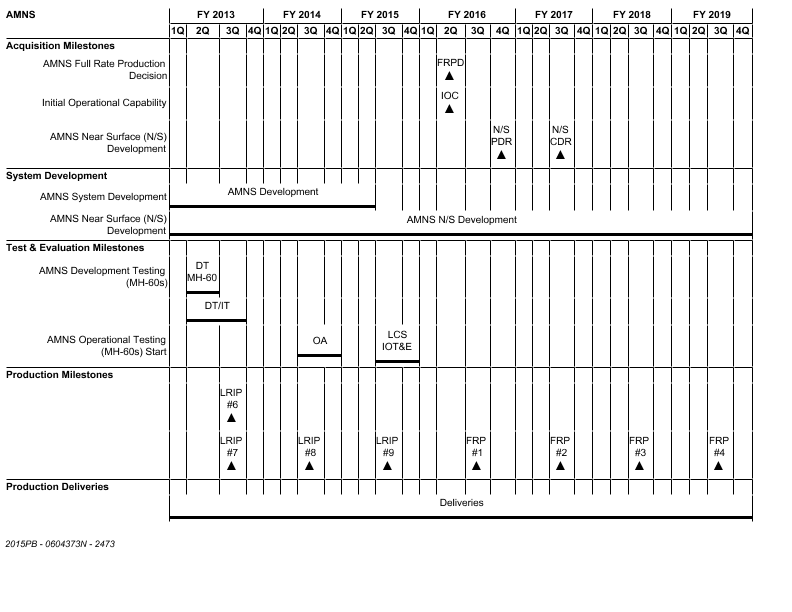 AMNS FY 2013 FY 2014 FY 2015 FY 2016 FY 2017 FY 2018 FY 2019
1Q 2Q 3Q 4Q 1Q 2Q 3Q 4Q 1Q 2Q 3Q 4Q 1Q 2Q 3Q 4Q 1Q 2Q 3Q 4Q 1Q 2Q 3Q 4Q 1Q 2Q 3Q 4Q
Acquisition Milestones
AMNS Full Rate Production FRPD
Decision
Initial Operational Capability IOC
AMNS Near Surface (N/S) N/S N/S
Development PDR CDR
System Development
AMNS System Development AMNS Development
AMNS Near Surface (N/S) AMNS N/S Development
Development
Test & Evaluation Milestones
AMNS Development Testing DT
(MH-60s) MH-60
DT/IT
AMNS Operational Testing OA LCS
(MH-60s) Start IOT&E
Production Milestones
LRIP
#6
LRIP LRIP LRIP FRP FRP FRP FRP
#7 #8 #9 #1 #2 #3 #4
Production Deliveries
Deliveries
2015PB - 0604373N - 2473